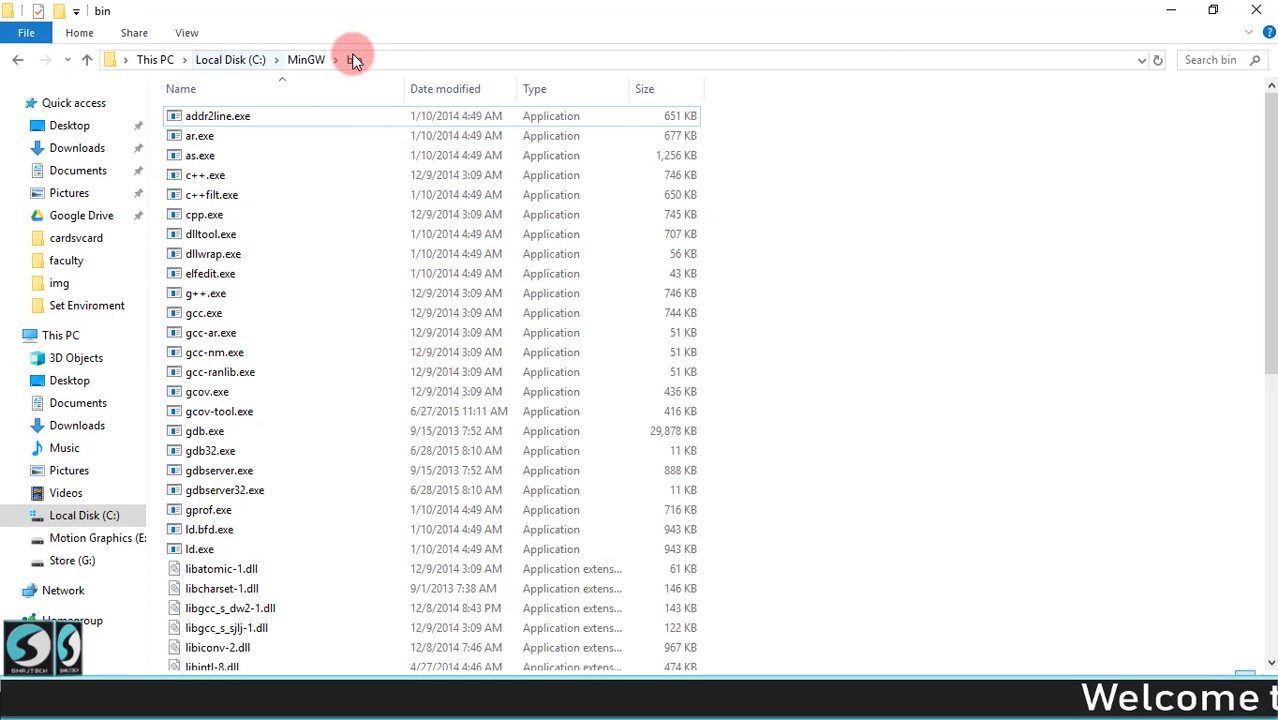 bin
File Home Share View
This PC Local Disk (C:) MinGW
Search bin
Name Date modified Type Size
Quick access
Desktop
Downloads
Documents
Pictures
Google Drive
cardsvcard
faculty
img
Set Enviroment
This PC
3D Objects
Desktop
Documents
Downloads
Music
Pictures
Videos
Local Disk (C:)
Motion Graphics (E:
Store (G:)
Network
Homegroup
addr2line.exe 1/10/2014 4:49 AM Application 651 KB
ar.exe 1/10/2014 4:49 AM Application 677 KB
as.exe 1/10/2014 4:49 AM Application 1,256 KB
c++.exe 12/9/2014 3:09 AM Application 746 KB
c++filt.exe 1/10/2014 4:49 AM Application 650 KB
cpp.exe 12/9/2014 3:09 AM Application 745 KB
dlltool.exe 1/10/2014 4:49 AM Application 707 KB
dllwrap.exe 1/10/2014 4:49 AM Application 56 KB
elfedit.exe 1/10/2014 4:49 AM Application 43 KB
g++.exe 12/9/2014 3:09 AM Application 746 KB
gcc.exe 12/9/2014 3:09 AM Application 744 KB
gcc-ar.exe 12/9/2014 3:09 AM Application 51 KB
gcc-nm.exe 12/9/2014 3:09 AM Application 51 KB
gcc-ranlib.exe 12/9/2014 3:09 AM Application 51 KB
gcov.exe 12/9/2014 3:09 AM Application 436 KB
gcov-tool.exe 6/27/2015 11:11 AM Application 416 KB
gdb.exe 9/15/2013 7:52 AM Application 29,878 KB
gdb32.exe 6/28/2015 8:10 AM Application 11 KB
gdbserver.exe 9/15/2013 7:52 AM Application 888 KB
gdbserver32.exe 6/28/2015 8:10 AM Application 11 KB
gprof.exe 1/10/2014 4:49 AM Application 716 KB
ld.bfd.exe 1/10/2014 4:49 AM Application 943 KB
ld.exe 1/10/2014 4:49 AM Application 943 KB
libatomic-1.dll 12/9/2014 3:09 AM Application extens... 61 KB
libcharset-1.dll 9/1/2013 7:38 AM Application extens... 146 KB
libgcc_s_dw2-1.dll 12/8/2014 8:43 PM Application extens... 143 KB
libgcc_s_sjlj-1.dll 12/9/2014 3:09 AM Application extens... 122 KB
libiconv-2.dll 12/8/2014 7:46 AM Application extens... 967 KB
libintl-8.dll 4/27/2014 4:46 AM Application extens... 474 KB
Welcome t